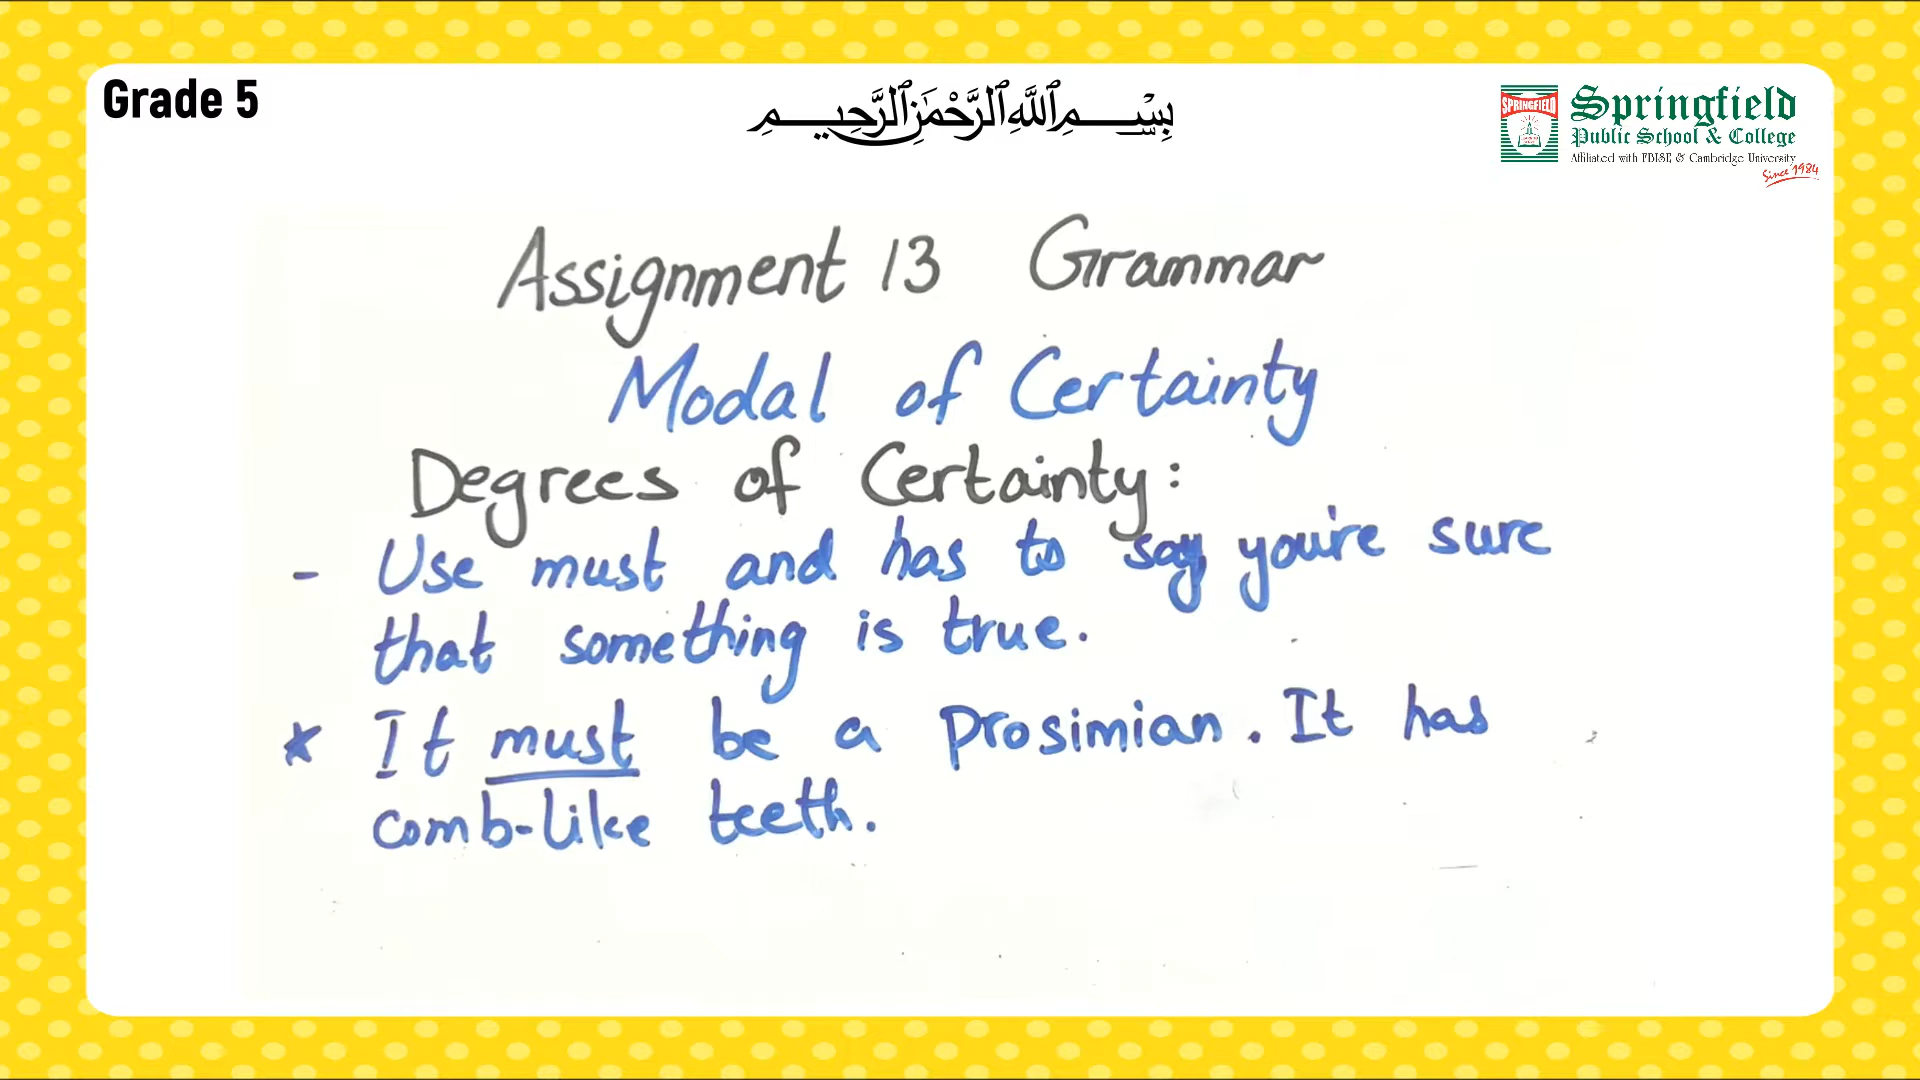 Grade 5
بِسْمِ ٱللَّهِ ٱلرَّحْمَٰنِ ٱلرَّحِيمِ
SPRINGFIELD
Springfield
Public School & College
Affiliated with FBISE & Cambridge University
Since 1984
Assignment 13 Grammar
Modal of Certainty
Degrees of Certainty:
- Use must and has to say you're sure
that something is true.
* It must be a prosimian. It has
comb-like teeth.